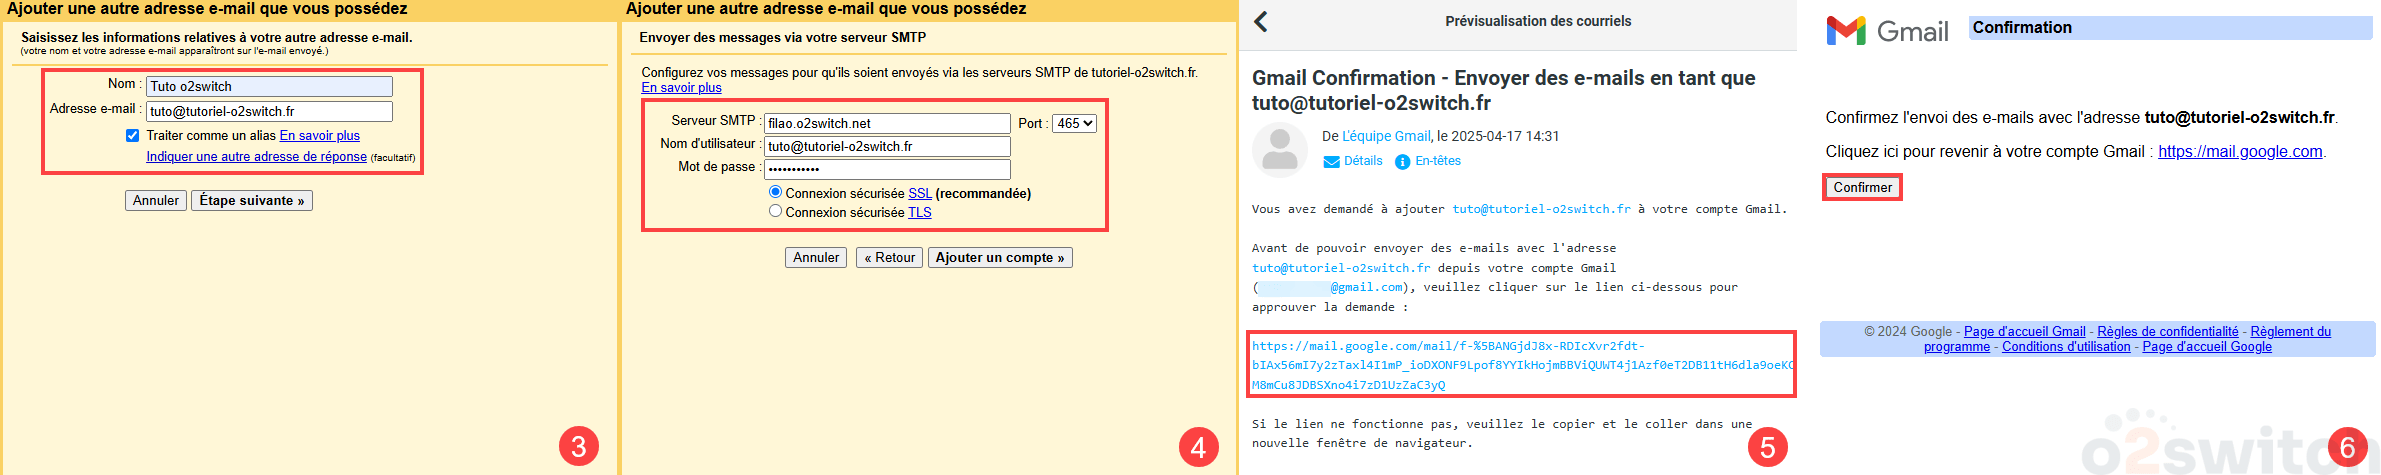 Ajouter une autre adresse e-mail que vous possédez
Saisissez les informations relatives à votre autre adresse e-mail.
(votre nom et votre adresse e-mail apparaîtront sur l'e-mail envoyé.)
Nom : Tuto o2switch
Adresse e-mail : tuto@tutoriel-o2switch.fr
Traiter comme un alias En savoir plus
Indiquer une autre adresse de réponse (facultatif)
Annuler Étape suivante »
3
Ajouter une autre adresse e-mail que vous possédez
Envoyer des messages via votre serveur SMTP
Configurez vos messages pour qu'ils soient envoyés via les serveurs SMTP de tutoriel-o2switch.fr.
En savoir plus
Serveur SMTP : filao.o2switch.net Port : 465
Nom d'utilisateur : tuto@tutoriel-o2switch.fr
Mot de passe : •••••••••••
Connexion sécurisée SSL (recommandée)
Connexion sécurisée TLS
Annuler « Retour Ajouter un compte »
4
Prévisualisation des courriels
Gmail Confirmation - Envoyer des e-mails en tant que
tuto@tutoriel-o2switch.fr
De L'équipe Gmail, le 2025-04-17 14:31
Détails En-têtes
Vous avez demandé à ajouter tuto@tutoriel-o2switch.fr à votre compte Gmail.
Avant de pouvoir envoyer des e-mails avec l'adresse
tuto@tutoriel-o2switch.fr depuis votre compte Gmail
( @gmail.com), veuillez cliquer sur le lien ci-dessous pour
approuver la demande :
https://mail.google.com/mail/f-%5BANGjdJ8x-RDIcXvr2fdt-
bIAx56mI7y2zTaxl4I1mP_ioDXONF9Lpof8YYIkHojmBBViQUWT4j1Azf0eT2DB11tH6dla9oeKC
M8mCu8JDBSXno4i7zD1UzZaC3yQ
Si le lien ne fonctionne pas, veuillez le copier et le coller dans une
nouvelle fenêtre de navigateur.
5
Gmail Confirmation
Confirmez l'envoi des e-mails avec l'adresse tuto@tutoriel-o2switch.fr.
Cliquez ici pour revenir à votre compte Gmail : https://mail.google.com.
Confirmer
© 2024 Google - Page d'accueil Gmail - Règles de confidentialité - Règlement du
programme - Conditions d'utilisation - Page d'accueil Google
o2switch
6